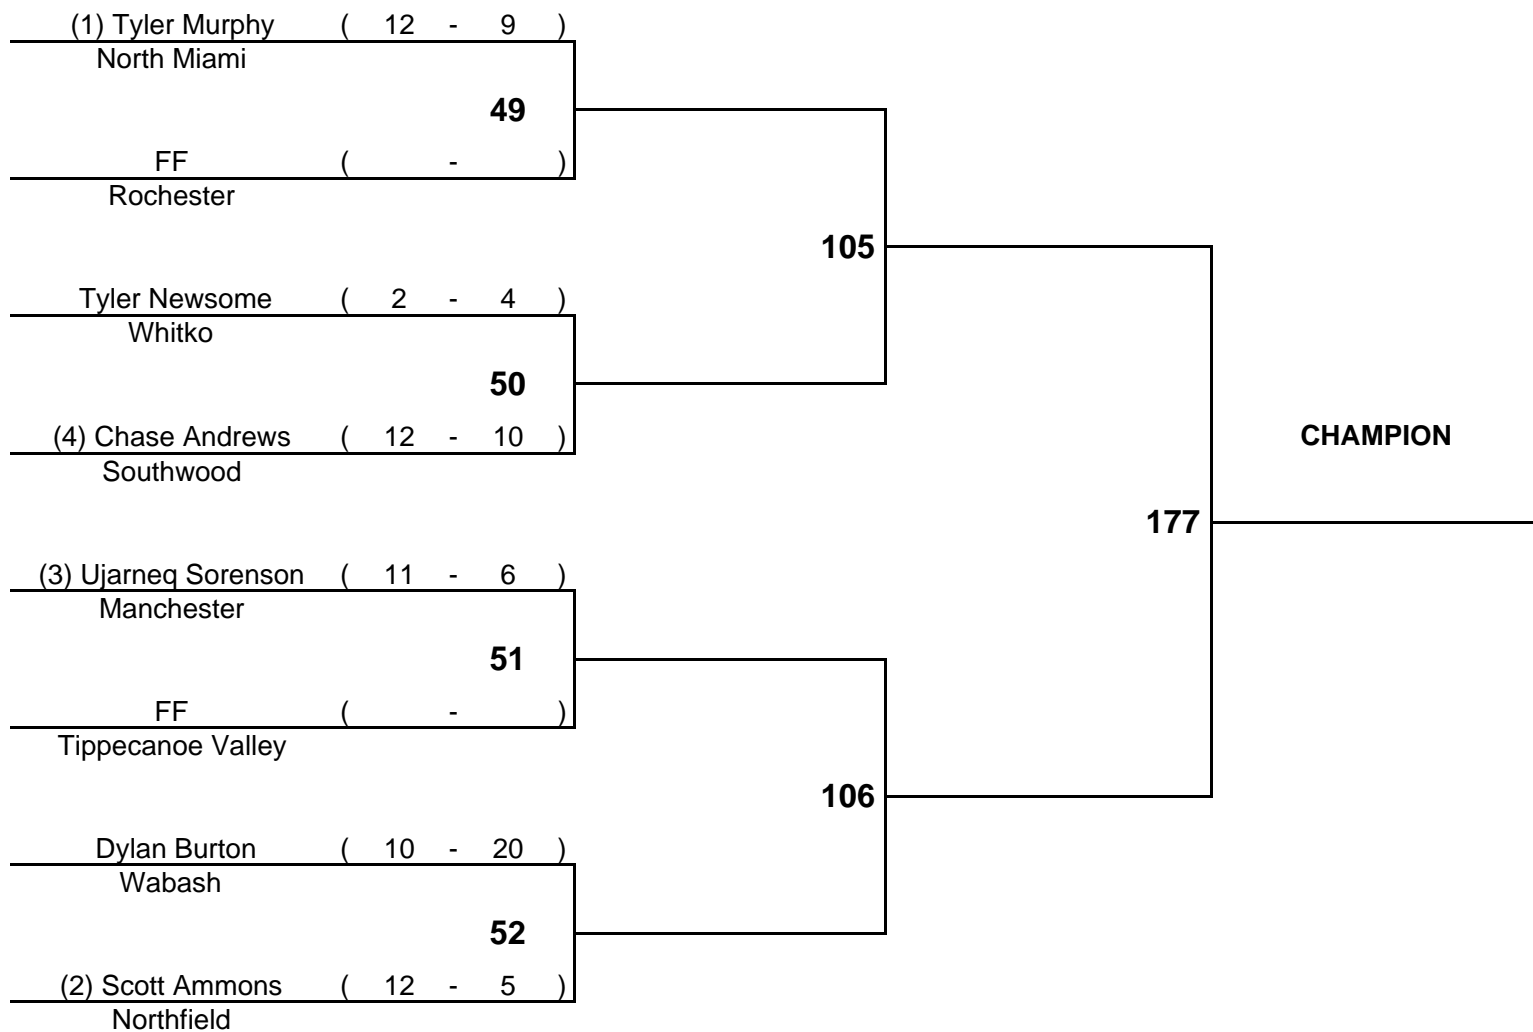 (1) Tyler Murphy ( 12 - 9 )
North Miami
49
FF ( - )
Rochester
105
Tyler Newsome ( 2 - 4 )
Whitko
50
(4) Chase Andrews ( 12 - 10 )
Southwood
CHAMPION
177
(3) Ujarneq Sorenson ( 11 - 6 )
Manchester
51
FF ( - )
Tippecanoe Valley
106
Dylan Burton ( 10 - 20 )
Wabash
52
(2) Scott Ammons ( 12 - 5 )
Northfield